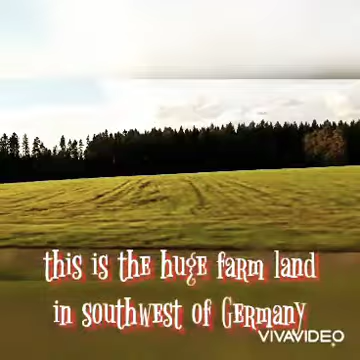 this is the huge farm land
in southwest of Germany
VIVAVIDEO